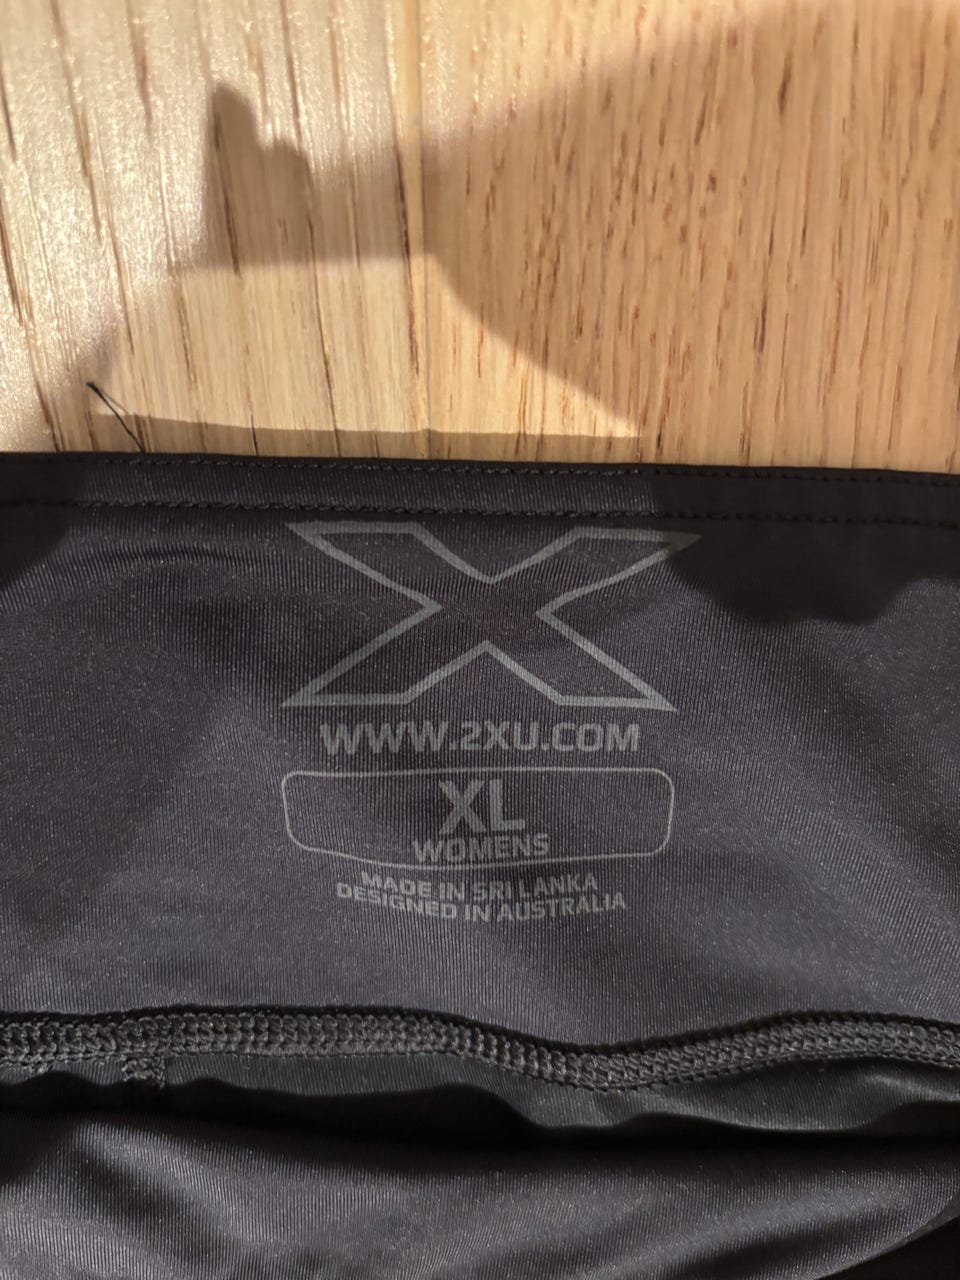 X
WWW.2XU.COM
XL
WOMENS
MADE IN SRI LANKA
DESIGNED IN AUSTRALIA